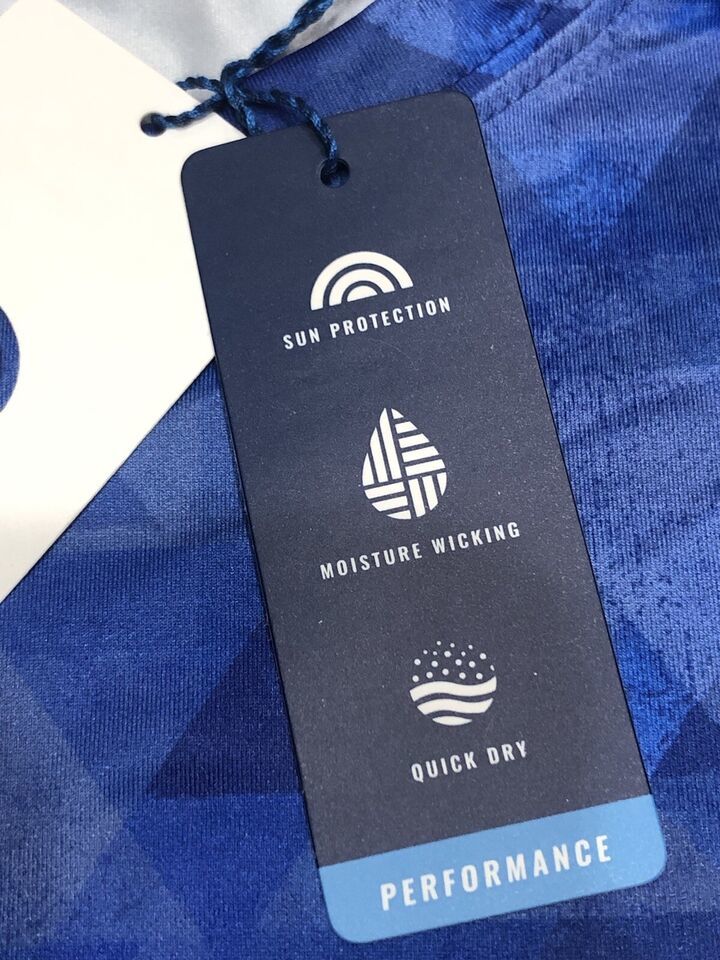 SUN PROTECTION
MOISTURE WICKING
QUICK DRY
PERFORMANCE